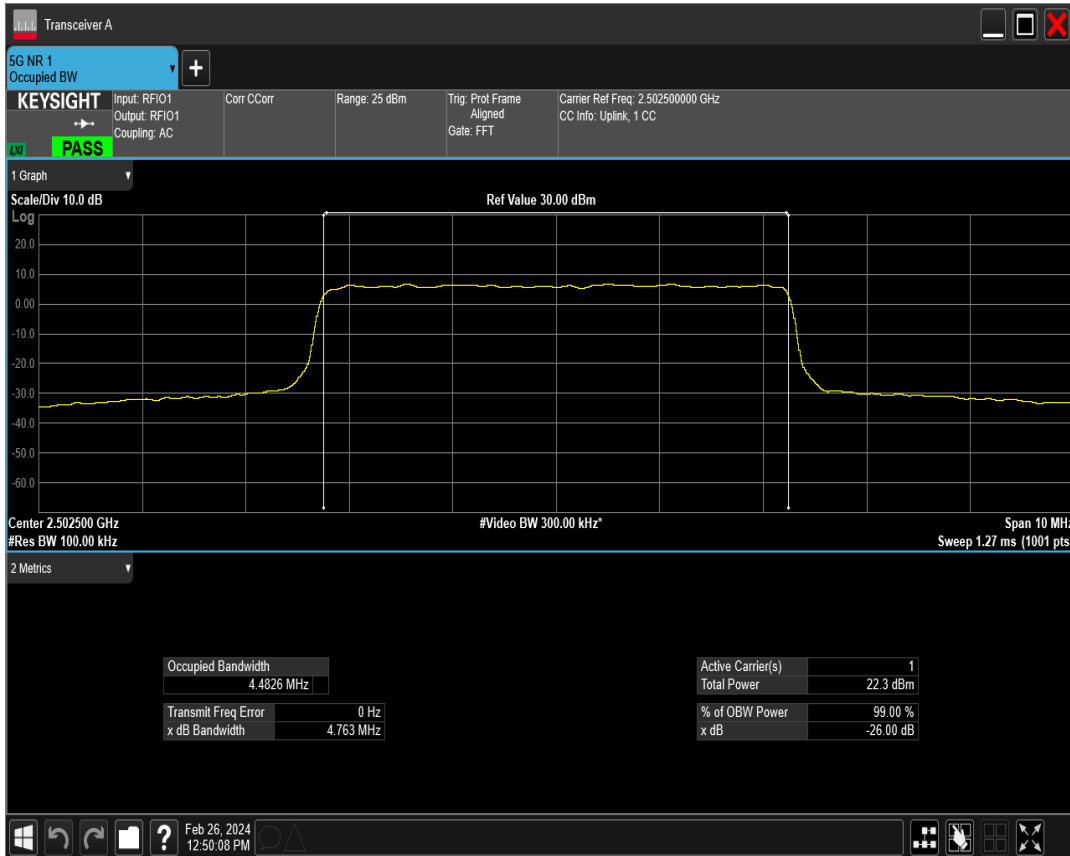 Transceiver A
5G NR 1
Occupied BW
+
KEYSIGHT
LXI
PASS
Input: RFIO1
Output: RFIO1
Coupling: AC
Corr CCorr
Range: 25 dBm
Trig: Prot Frame
Aligned
Gate: FFT
Carrier Ref Freq: 2.502500000 GHz
CC Info: Uplink, 1 CC
1 Graph
Scale/Div 10.0 dB
Ref Value 30.00 dBm
Log
20.0
10.0
0.00
-10.0
-20.0
-30.0
-40.0
-50.0
-60.0
Center 2.502500 GHz
#Video BW 300.00 kHz*
Span 10 MHz
#Res BW 100.00 kHz
Sweep 1.27 ms (1001 pts
2 Metrics
Occupied Bandwidth
4.4826 MHz
Transmit Freq Error 0 Hz
x dB Bandwidth 4.763 MHz
Active Carrier(s) 1
Total Power 22.3 dBm
% of OBW Power 99.00 %
x dB -26.00 dB
?
Feb 26, 2024
12:50:08 PM